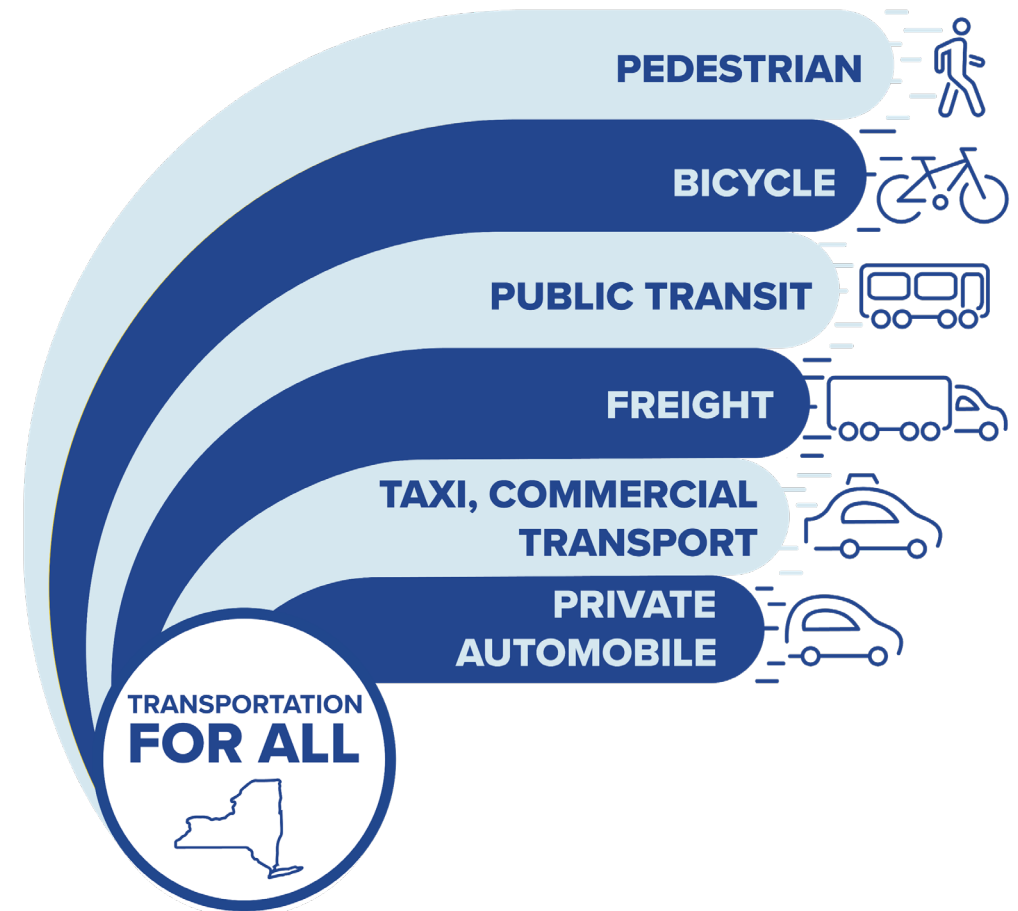 PEDESTRIAN
BICYCLE
PUBLIC TRANSIT
FREIGHT
TAXI, COMMERCIAL
TRANSPORT
PRIVATE
AUTOMOBILE
TRANSPORTATION
FOR ALL